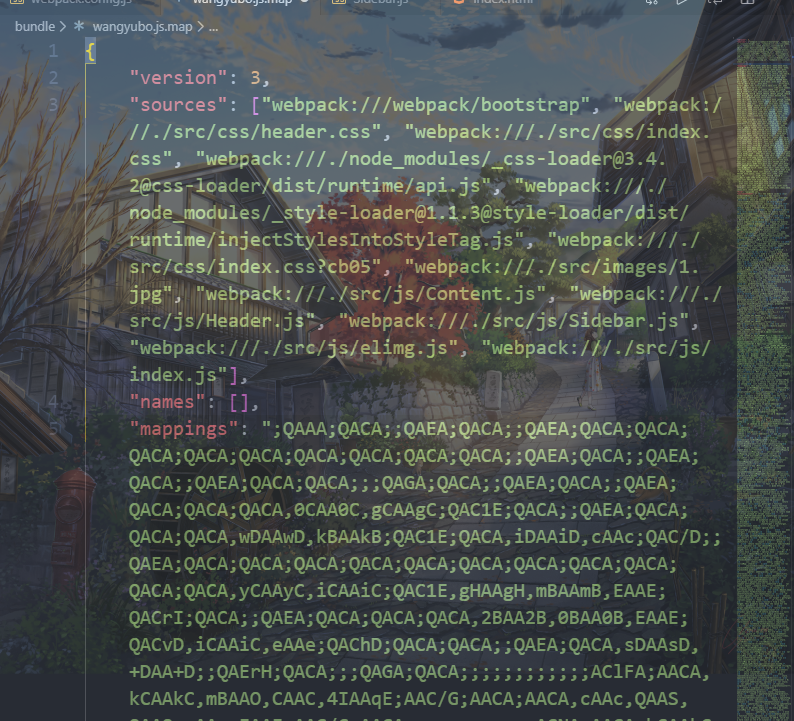 webpack.config.js wangyubo.js.map sidebar.js index.html
bundle > wangyubo.js.map > ...
1 {
2 "version": 3,
3 "sources": ["webpack:///webpack/bootstrap", "webpack:/
//./src/css/header.css", "webpack:///./src/css/index.
css", "webpack:///./node_modules/_css-loader@3.4.
2@css-loader/dist/runtime/api.js", "webpack:///./
node_modules/_style-loader@1.1.3@style-loader/dist/
runtime/injectStylesIntoStyleTag.js", "webpack:///./
src/css/index.css?cb05", "webpack:///./src/images/1.
jpg", "webpack:///./src/js/Content.js", "webpack:///./
src/js/Header.js", "webpack:///./src/js/Sidebar.js",
"webpack:///./src/js/elimg.js", "webpack:///./src/js/
index.js"],
4 "names": [],
5 "mappings": ";QAAA;QACA;;QAEA;QACA;;QAEA;QACA;QACA;
QACA;QACA;QACA;QACA;QACA;QACA;QACA;;QAEA;QACA;;QAEA;
QACA;;QAEA;QACA;QACA;;;QAGA;QACA;;QAEA;QACA;;QAEA;
QACA;QACA;QACA,0CAA0C,gCAAgC;QAC1E;QACA;;QAEA;QACA;
QACA;QACA,wDAAwD,kBAAkB;QAC1E;QACA,iDAAiD,cAAc;QAC/D;;
QAEA;QACA;QACA;QACA;QACA;QACA;QACA;QACA;QACA;QACA;
QACA;QACA,yCAAyC,iCAAiC;QAC1E,gHAAgH,mBAAmB,EAAE;
QACrI;QACA;;QAEA;QACA;QACA;QACA,2BAA2B,0BAA0B,EAAE;
QACvD,iCAAiC,eAAe;QAChD;QACA;QACA;;QAEA;QACA,sDAAsD,
+DAA+D;;QAErH;QACA;;;QAGA;QACA;;;;;;;;;;;;AClFA;AACA,
kCAAkC,mBAAO,CAAC,4IAAqE;AAC/G;AACA;AACA,cAAc,QAAS,